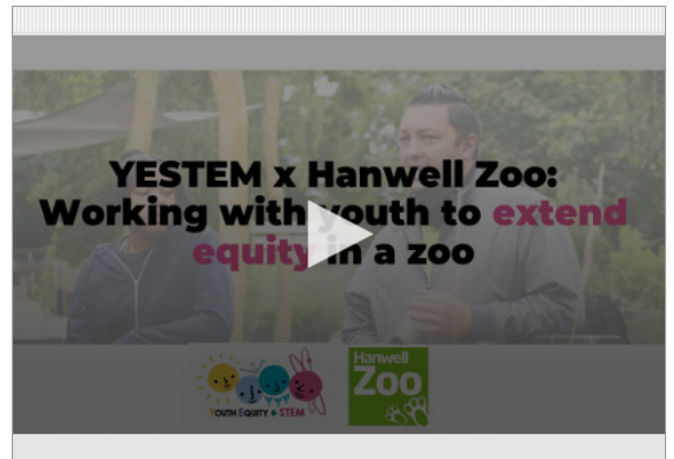 YESTEM x Hanwell Zoo:
Working with youth to extend
equity in a zoo
YOUTH EQUITY + STEM
Hanwell
Zoo